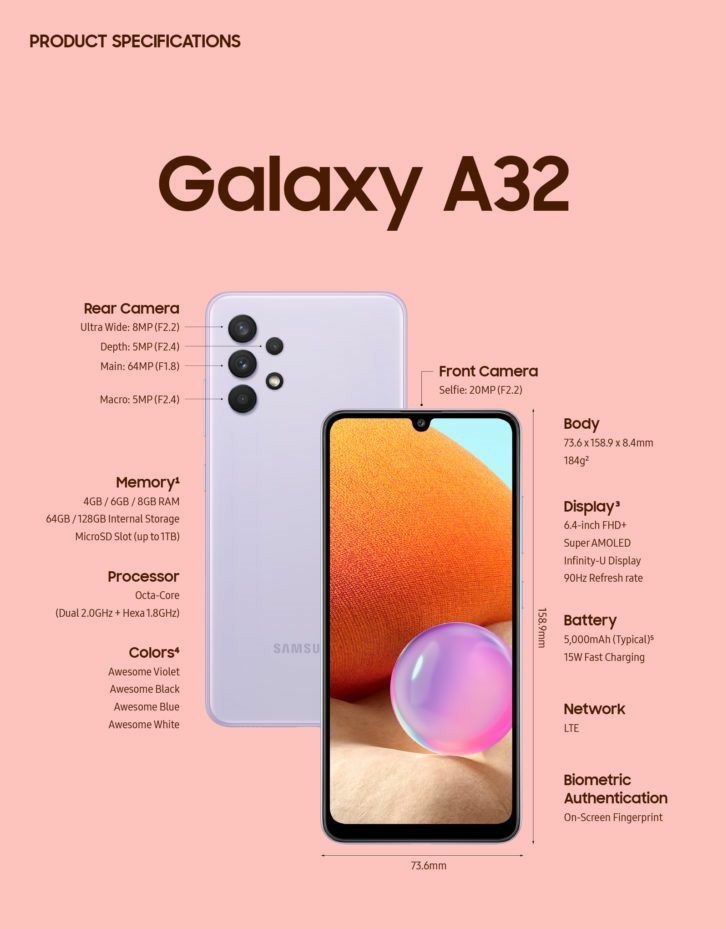 PRODUCT SPECIFICATIONS
Galaxy A32
Rear Camera
Ultra Wide: 8MP (F2.2)
Depth: 5MP (F2.4)
Main: 64MP (F1.8)
Macro: 5MP (F2.4)
Front Camera
Selfie: 20MP (F2.2)
Memory¹
4GB / 6GB / 8GB RAM
64GB / 128GB Internal Storage
MicroSD Slot (up to 1TB)
Processor
Octa-Core
(Dual 2.0GHz + Hexa 1.8GHz)
Colors⁴
Awesome Violet
Awesome Black
Awesome Blue
Awesome White
SAMSU
Body
73.6 x 158.9 x 8.4mm
184g²
Display³
6.4-inch FHD+
Super AMOLED
Infinity-U Display
90Hz Refresh rate
Battery
5,000mAh (Typical)⁵
15W Fast Charging
Network
LTE
Biometric
Authentication
On-Screen Fingerprint
158.9mm
73.6mm